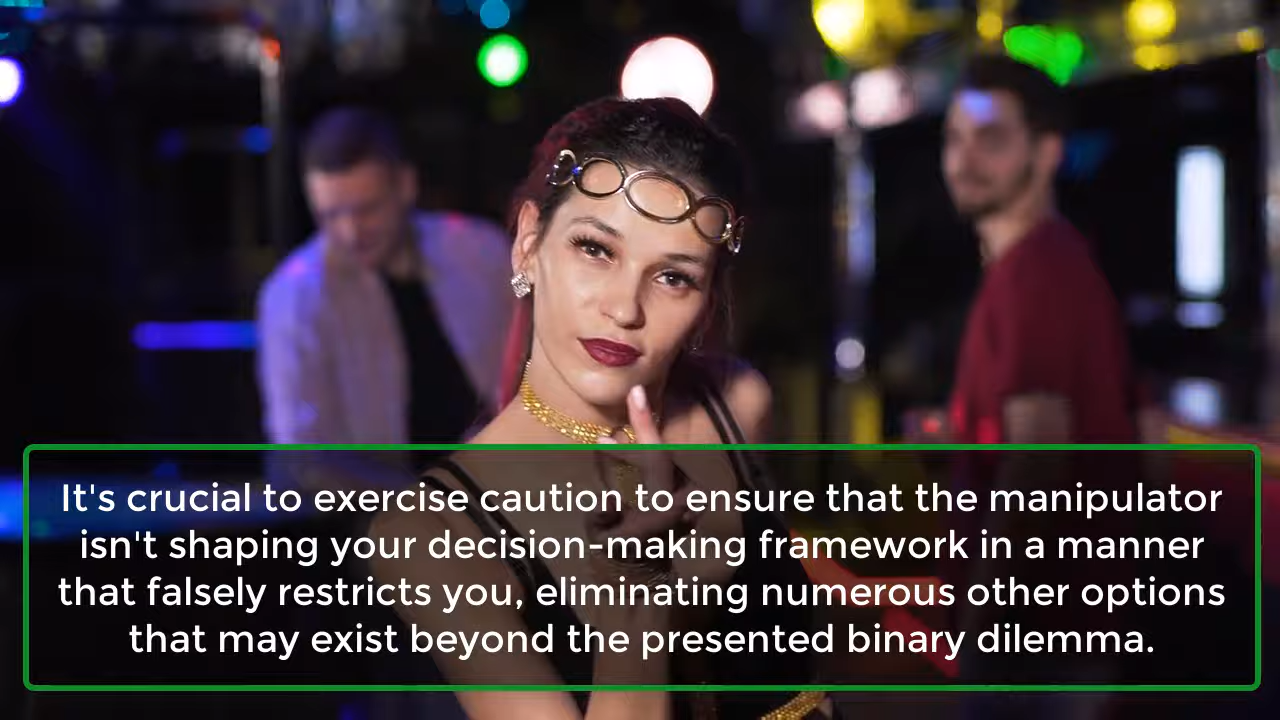 It's crucial to exercise caution to ensure that the manipulator
isn't shaping your decision-making framework in a manner
that falsely restricts you, eliminating numerous other options
that may exist beyond the presented binary dilemma.